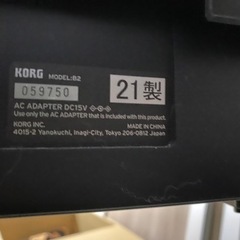 KORG MODEL:B2
059750
21製
AC ADAPTER DC15V
Use only the AC ADAPTER that is included with this product.
KORG INC. MADE IN CHINA
4015-2 Yanokuchi, Inagi-City, Tokyo 206-0812 Japan